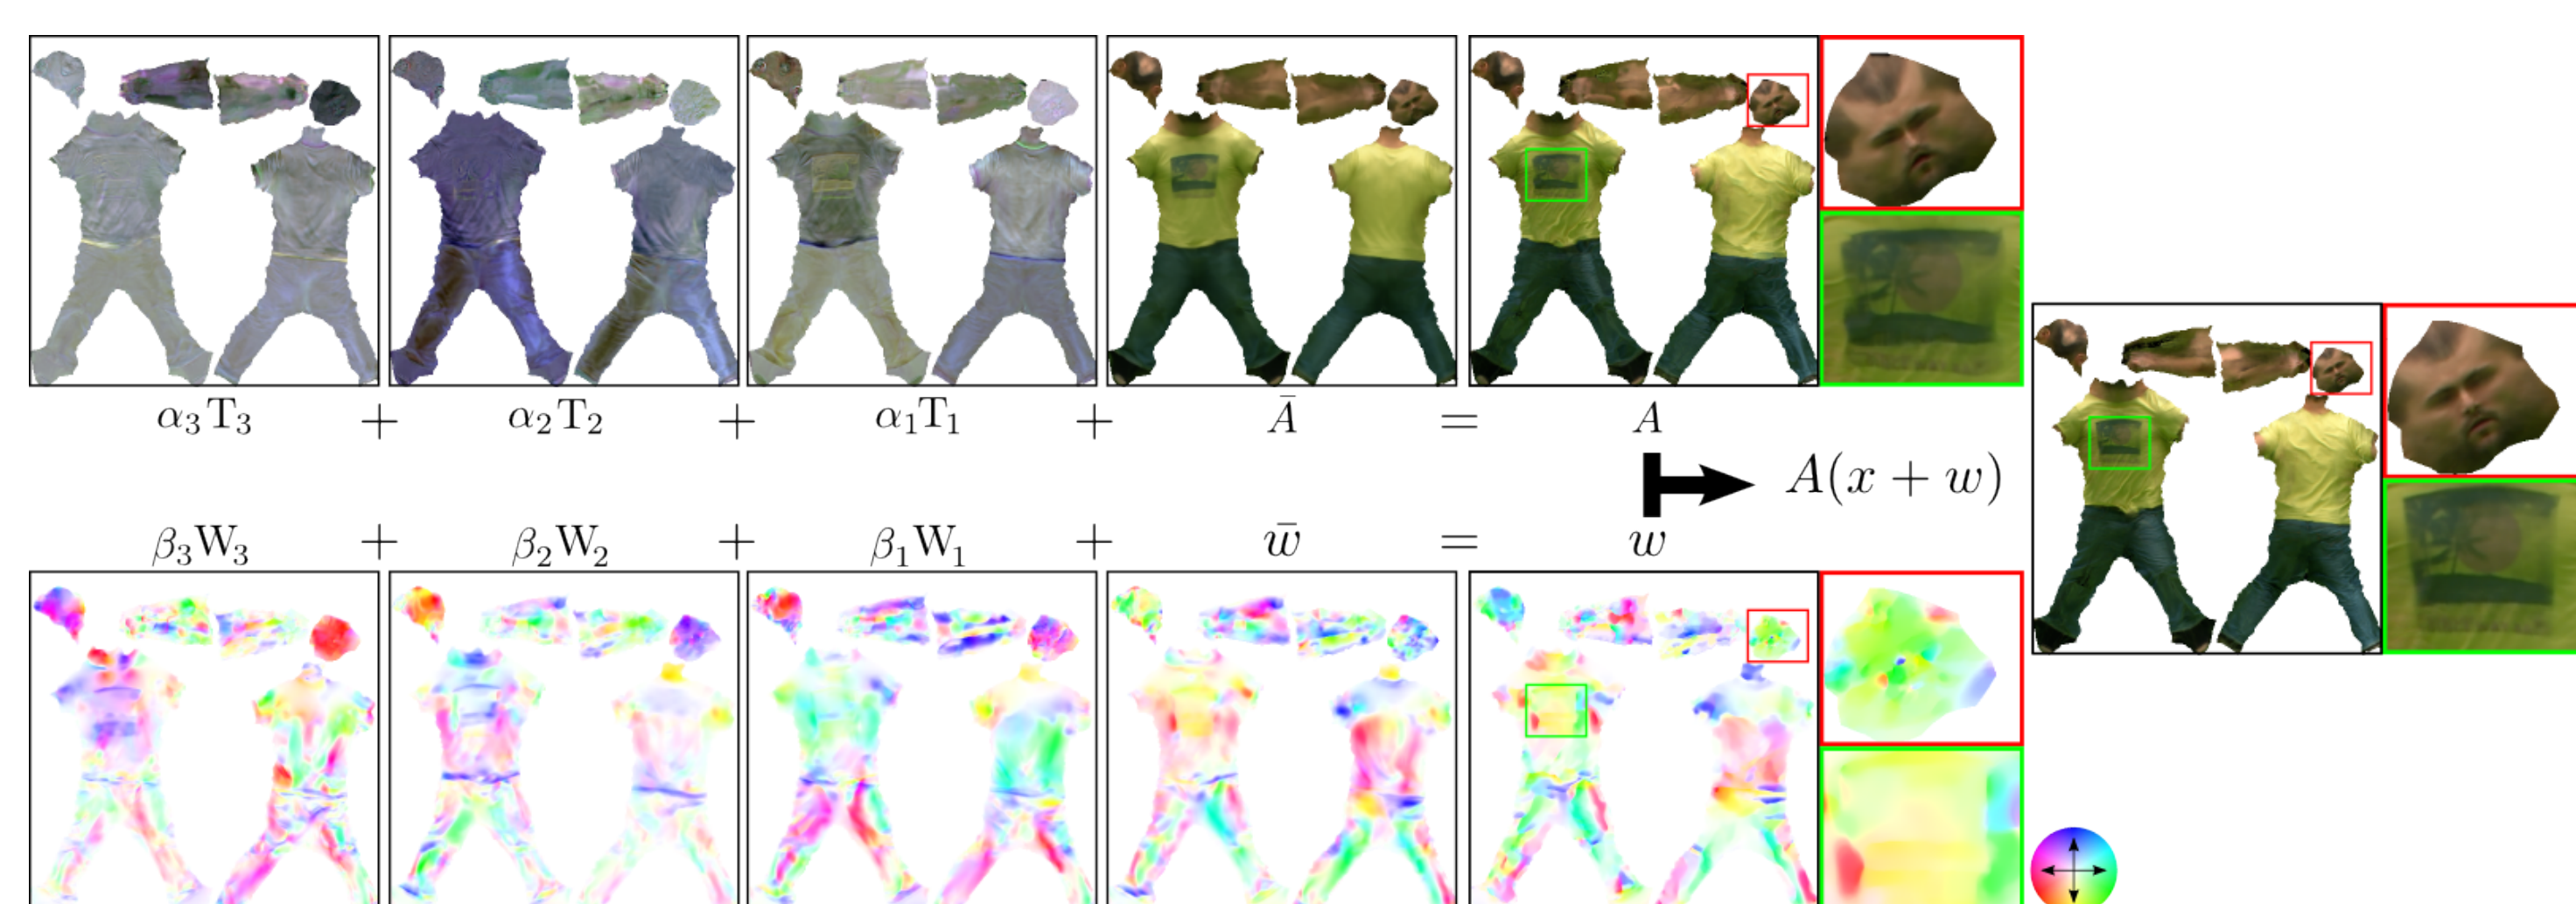 α₃T₃ + α₂T₂ + α₁T₁ + Ā = A
A(x + w)
β₃W₃ + β₂W₂ + β₁W₁ + w̄ = w